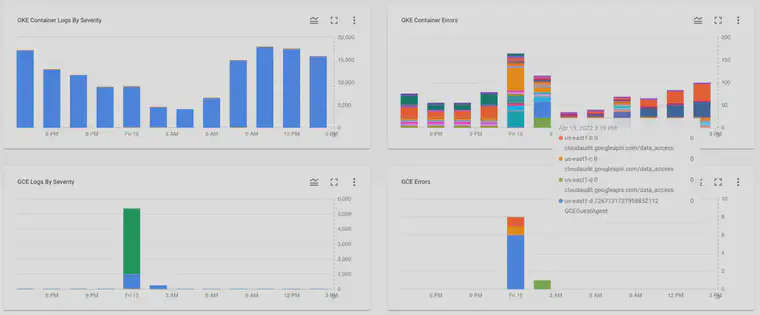 GKE Container Logs By Severity
20,000
15,000
10,000
5,000
0
6 PM 9 PM Fri 15 3 AM 6 AM 9 AM 12 PM 3 PM
GKE Container Errors
200
150
100
50
0
6 PM 9 PM Fri 15 3 AM
Apr 15, 2022 3:15 PM
us-east1-b 0 0
cloudaudit.googleapis.com/data_access
us-east1-c 0 0
cloudaudit.googleapis.com/data_access
us-east1-d 0 0
cloudaudit.googleapis.com/data_access
0
GCEGuestAgent
GCE Logs By Severity
6,000
5,000
4,000
3,000
2,000
1,000
0
6 PM 9 PM Fri 15 3 AM 6 AM 9 AM 12 PM 3 PM
GCE Errors
10
8
6
4
2
0
6 PM 9 PM Fri 15 3 AM 6 AM 9 AM 12 PM 3 PM